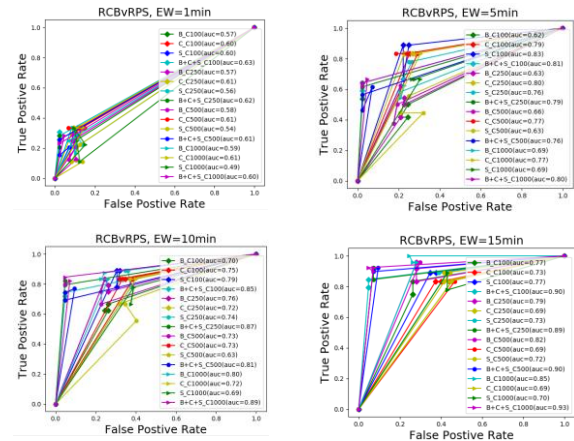 RCBvRPS, EW=1min
True Postive Rate
1.0
0.8
0.6
0.4
0.2
0.0
B_C100(auc=0.57)
C_C100(auc=0.60)
S_C100(auc=0.60)
B+C+S_C100(auc=0.63)
B_C250(auc=0.57)
C_C250(auc=0.61)
S_C250(auc=0.56)
B+C+S_C250(auc=0.62)
B_C500(auc=0.58)
C_C500(auc=0.61)
S_C500(auc=0.54)
B+C+S_C500(auc=0.61)
B_C1000(auc=0.59)
C_C1000(auc=0.61)
S_C1000(auc=0.49)
B+C+S_C1000(auc=0.60)
0.0 0.2 0.4 0.6 0.8 1.0
False Positive Rate
RCBvRPS, EW=5min
True Postive Rate
1.0
0.8
0.6
0.4
0.2
0.0
B_C100(auc=0.62)
C_C100(auc=0.79)
S_C100(auc=0.83)
B+C+S_C100(auc=0.81)
B_C250(auc=0.63)
C_C250(auc=0.80)
S_C250(auc=0.76)
B+C+S_C250(auc=0.79)
B_C500(auc=0.66)
C_C500(auc=0.77)
S_C500(auc=0.63)
B+C+S_C500(auc=0.76)
B_C1000(auc=0.69)
C_C1000(auc=0.77)
S_C1000(auc=0.69)
B+C+S_C1000(auc=0.80)
0.0 0.2 0.4 0.6 0.8 1.0
False Positive Rate
RCBvRPS, EW=10min
True Postive Rate
1.0
0.8
0.6
0.4
0.2
0.0
B_C100(auc=0.70)
C_C100(auc=0.75)
S_C100(auc=0.79)
B+C+S_C100(auc=0.85)
B_C250(auc=0.76)
C_C250(auc=0.72)
S_C250(auc=0.74)
B+C+S_C250(auc=0.87)
B_C500(auc=0.73)
C_C500(auc=0.73)
S_C500(auc=0.63)
B+C+S_C500(auc=0.81)
B_C1000(auc=0.80)
C_C1000(auc=0.72)
S_C1000(auc=0.69)
B+C+S_C1000(auc=0.89)
0.0 0.2 0.4 0.6 0.8 1.0
False Positive Rate
RCBvRPS, EW=15min
True Postive Rate
1.0
0.8
0.6
0.4
0.2
0.0
B_C100(auc=0.77)
C_C100(auc=0.73)
S_C100(auc=0.77)
B+C+S_C100(auc=0.90)
B_C250(auc=0.79)
C_C250(auc=0.69)
S_C250(auc=0.73)
B+C+S_C250(auc=0.89)
B_C500(auc=0.82)
C_C500(auc=0.69)
S_C500(auc=0.72)
B+C+S_C500(auc=0.90)
B_C1000(auc=0.85)
C_C1000(auc=0.69)
S_C1000(auc=0.70)
B+C+S_C1000(auc=0.93)
0.0 0.2 0.4 0.6 0.8 1.0
False Positive Rate